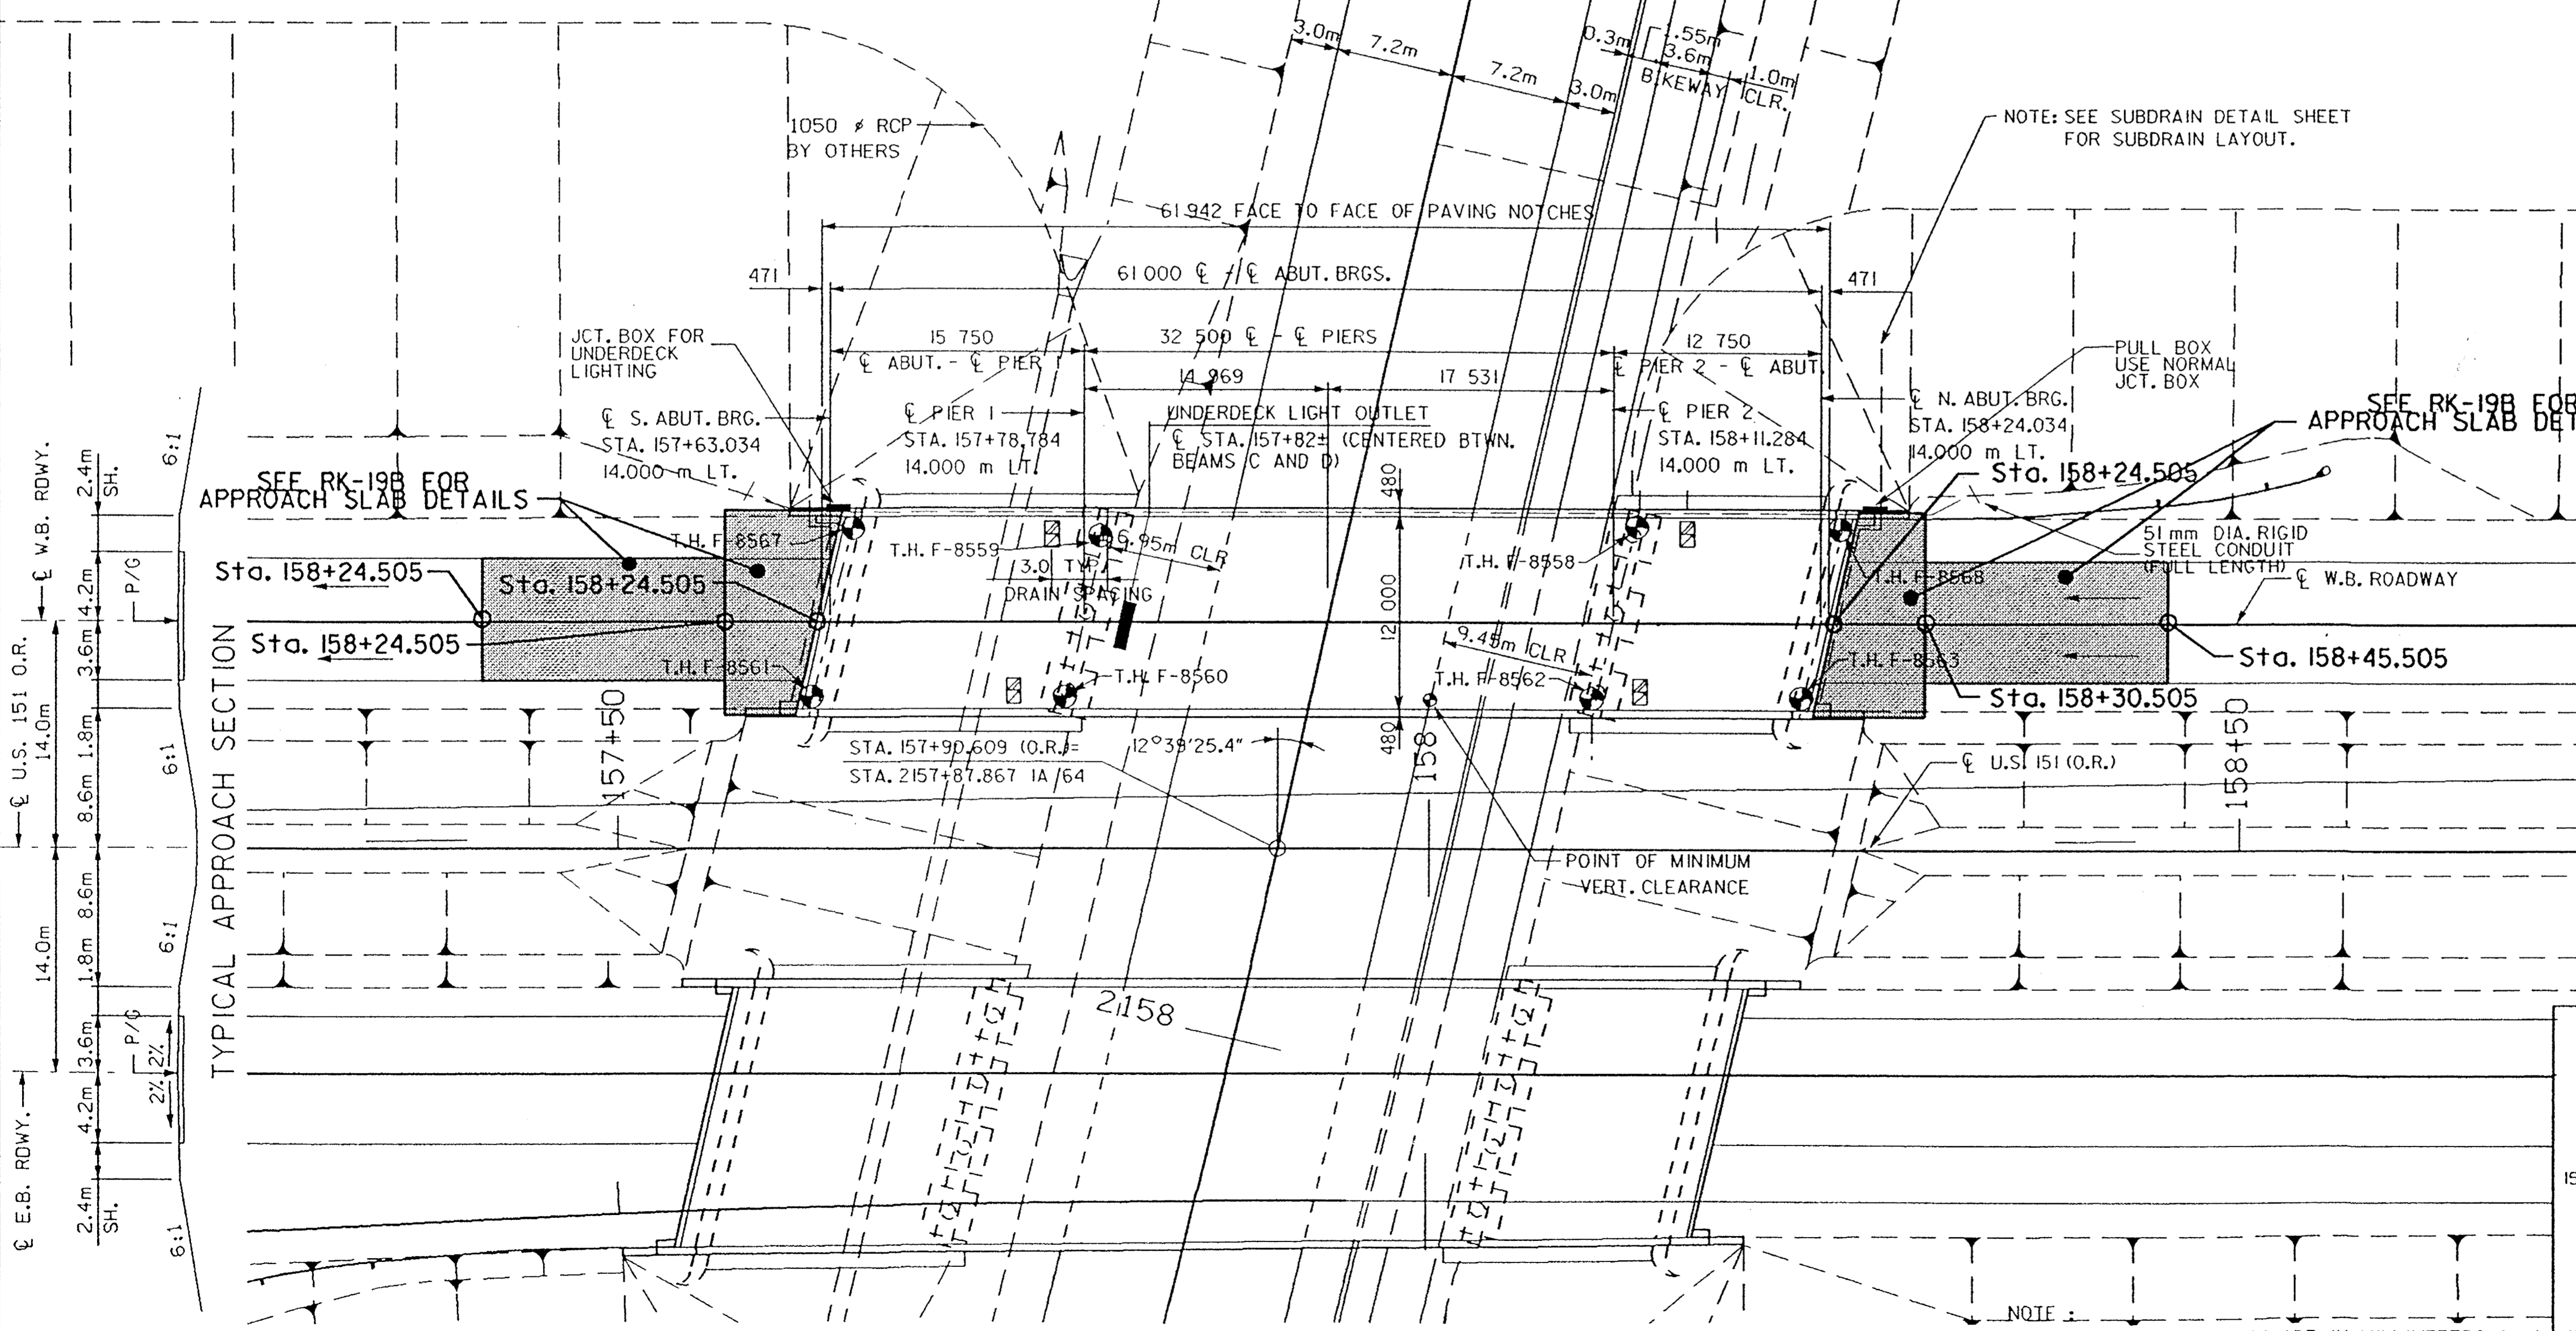 3.0m
7.2m
7.2m
3.0m
0.3m
.55m
3.6m
BIKEWAY
1.0m
CLR.
1050 ø RCP
BY OTHERS
NOTE: SEE SUBDRAIN DETAIL SHEET
FOR SUBDRAIN LAYOUT.
61 942 FACE TO FACE OF PAVING NOTCHES
471
61 000 ℄ - ℄ ABUT. BRGS.
471
JCT. BOX FOR
UNDERDECK
LIGHTING
15 750
℄ ABUT. - ℄ PIER 1
32 500 ℄ - ℄ PIERS
12 750
℄ PIER 2 - ℄ ABUT.
14 969
17 531
PULL BOX
USE NORMAL
JCT. BOX
℄ S. ABUT. BRG.
STA. 157+63.034
14.000 m LT.
℄ PIER 1
STA. 157+78.784
14.000 m LT.
UNDERDECK LIGHT OUTLET
℄ STA. 157+82± (CENTERED BTWN.
BEAMS C AND D)
℄ PIER 2
STA. 158+11.284
14.000 m LT.
℄ N. ABUT. BRG.
STA. 158+24.034
14.000 m LT.
SEE RK-19B FOR
APPROACH SLAB DET
SEE RK-19B FOR
APPROACH SLAB DETAILS
Sta. 158+24.505
480
T.H. F-8567
T.H. F-8559
6.95m CLR
T.H. F-8558
T.H. F-8568
51 mm DIA. RIGID
STEEL CONDUIT
(FULL LENGTH)
℄ W.B. ROADWAY
Sta. 158+24.505
Sta. 158+24.505
3.0 TYP.
DRAIN SPACING
12 000
Sta. 158+24.505
9.45m CLR
T.H. F-8561
T.H. F-8560
T.H. F-8562
T.H. F-8563
Sta. 158+45.505
Sta. 158+30.505
157+50
480
158
158+50
STA. 157+90.609 (O.R.)=
STA. 2157+87.867 IA 64
12°39'25.4"
℄ U.S. 151 (O.R.)
POINT OF MINIMUM
VERT. CLEARANCE
2158
℄ W.B. RDWY.
2.4m
SH.
6:1
4.2m
P/G
3.6m
℄ U.S. 151 O.R.
14.0m
1.8m
6:1
8.6m
TYPICAL APPROACH SECTION
8.6m
14.0m
1.8m
6:1
P/G
3.6m
2%
2%
4.2m
℄ E.B. RDWY.
2.4m
SH.
6:1
NOTE :